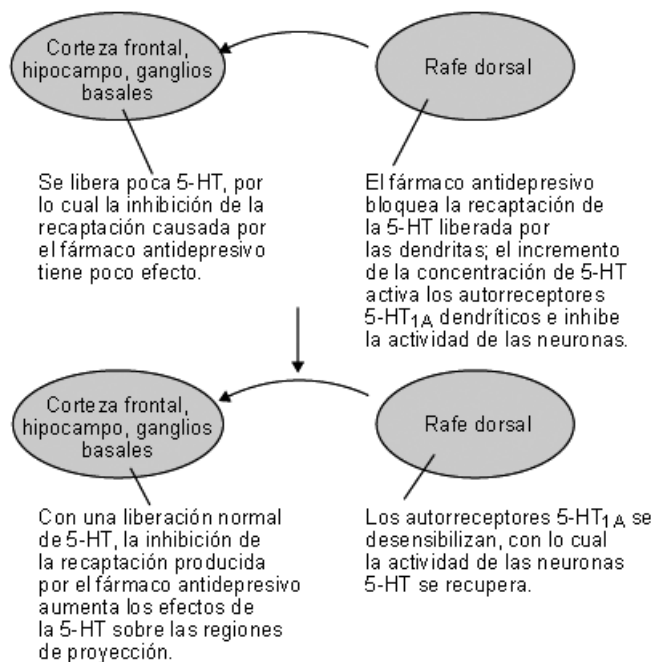 Corteza frontal,
hipocampo, ganglios
basales
Rafe dorsal
Se libera poca 5-HT, por
lo cual la inhibición de la
recaptación causada por
el fármaco antidepresivo
tiene poco efecto.
El fármaco antidepresivo
bloquea la recaptación de
la 5-HT liberada por
las dendritas; el incremento
de la concentración de 5-HT
activa los autorreceptores
5-HT1A dendríticos e inhibe
la actividad de las neuronas.
Corteza frontal,
hipocampo, ganglios
basales
Rafe dorsal
Con una liberación normal
de 5-HT, la inhibición de
la recaptación producida
por el fármaco antidepresivo
aumenta los efectos de
la 5-HT sobre las regiones
de proyección.
Los autorreceptores 5-HT1A se
desensibilizan, con lo cual
la actividad de las neuronas
5-HT se recupera.